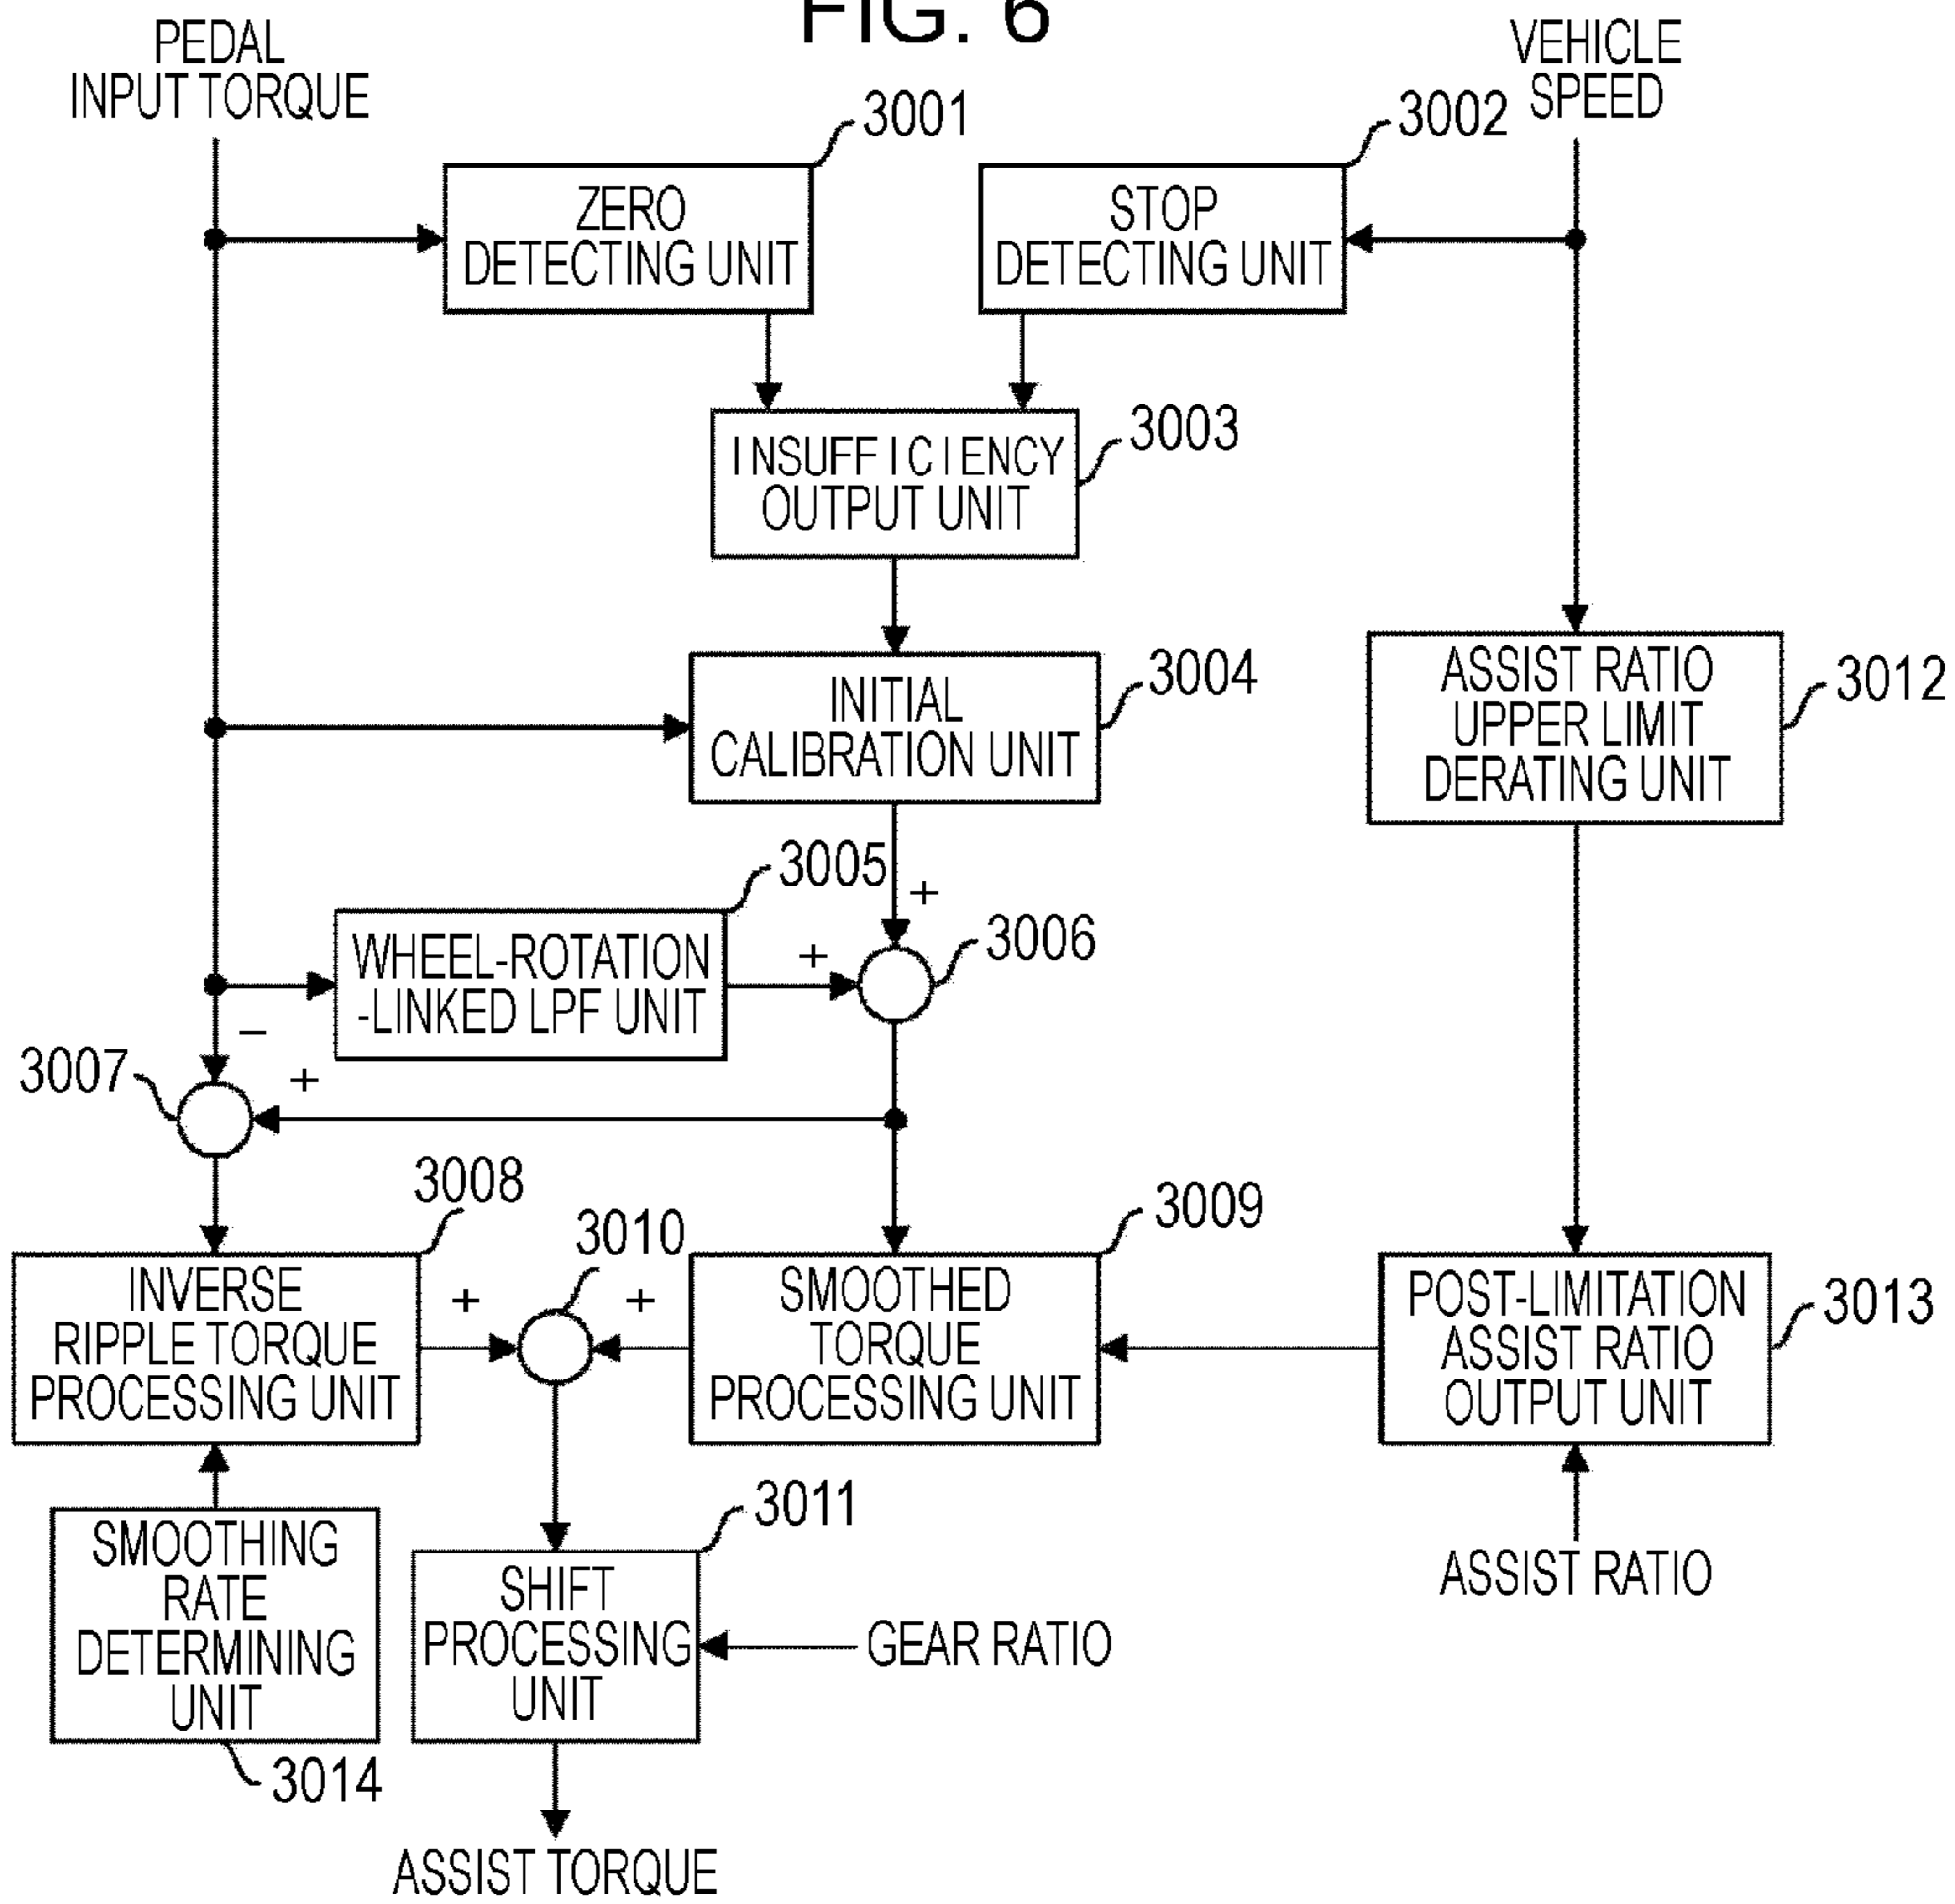 FIG. 6
PEDAL
INPUT TORQUE
VEHICLE
SPEED
3001
3002
ZERO
DETECTING UNIT
STOP
DETECTING UNIT
3003
INSUFFICIENCY
OUTPUT UNIT
3004
INITIAL
CALIBRATION UNIT
3012
ASSIST RATIO
UPPER LIMIT
DERATING UNIT
3005
+
3006
WHEEL-ROTATION
-LINKED LPF UNIT
+
−
3007
+
3008
3009
3010
INVERSE
RIPPLE TORQUE
PROCESSING UNIT
+
+
SMOOTHED
TORQUE
PROCESSING UNIT
POST-LIMITATION
ASSIST RATIO
OUTPUT UNIT
3013
3011
SMOOTHING
RATE
DETERMINING
UNIT
SHIFT
PROCESSING
UNIT
GEAR RATIO
ASSIST RATIO
3014
ASSIST TORQUE